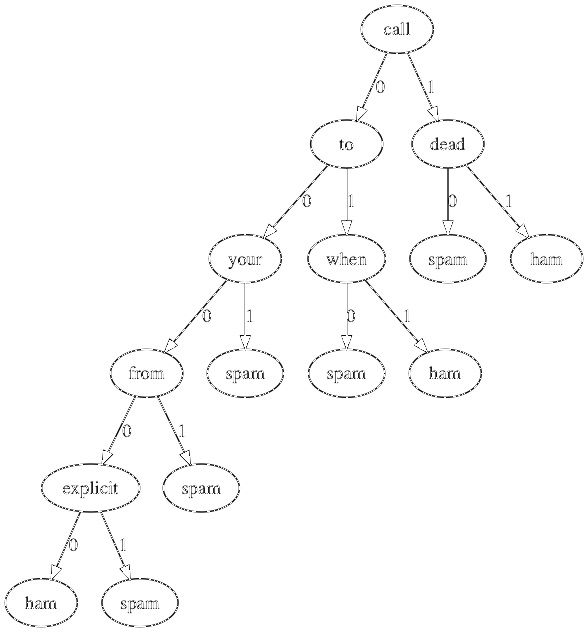 call
0 1
to dead
0 1 0 1
your when spam ham
0 1 0 1
from spam spam ham
0 1
explicit spam
0 1
ham spam